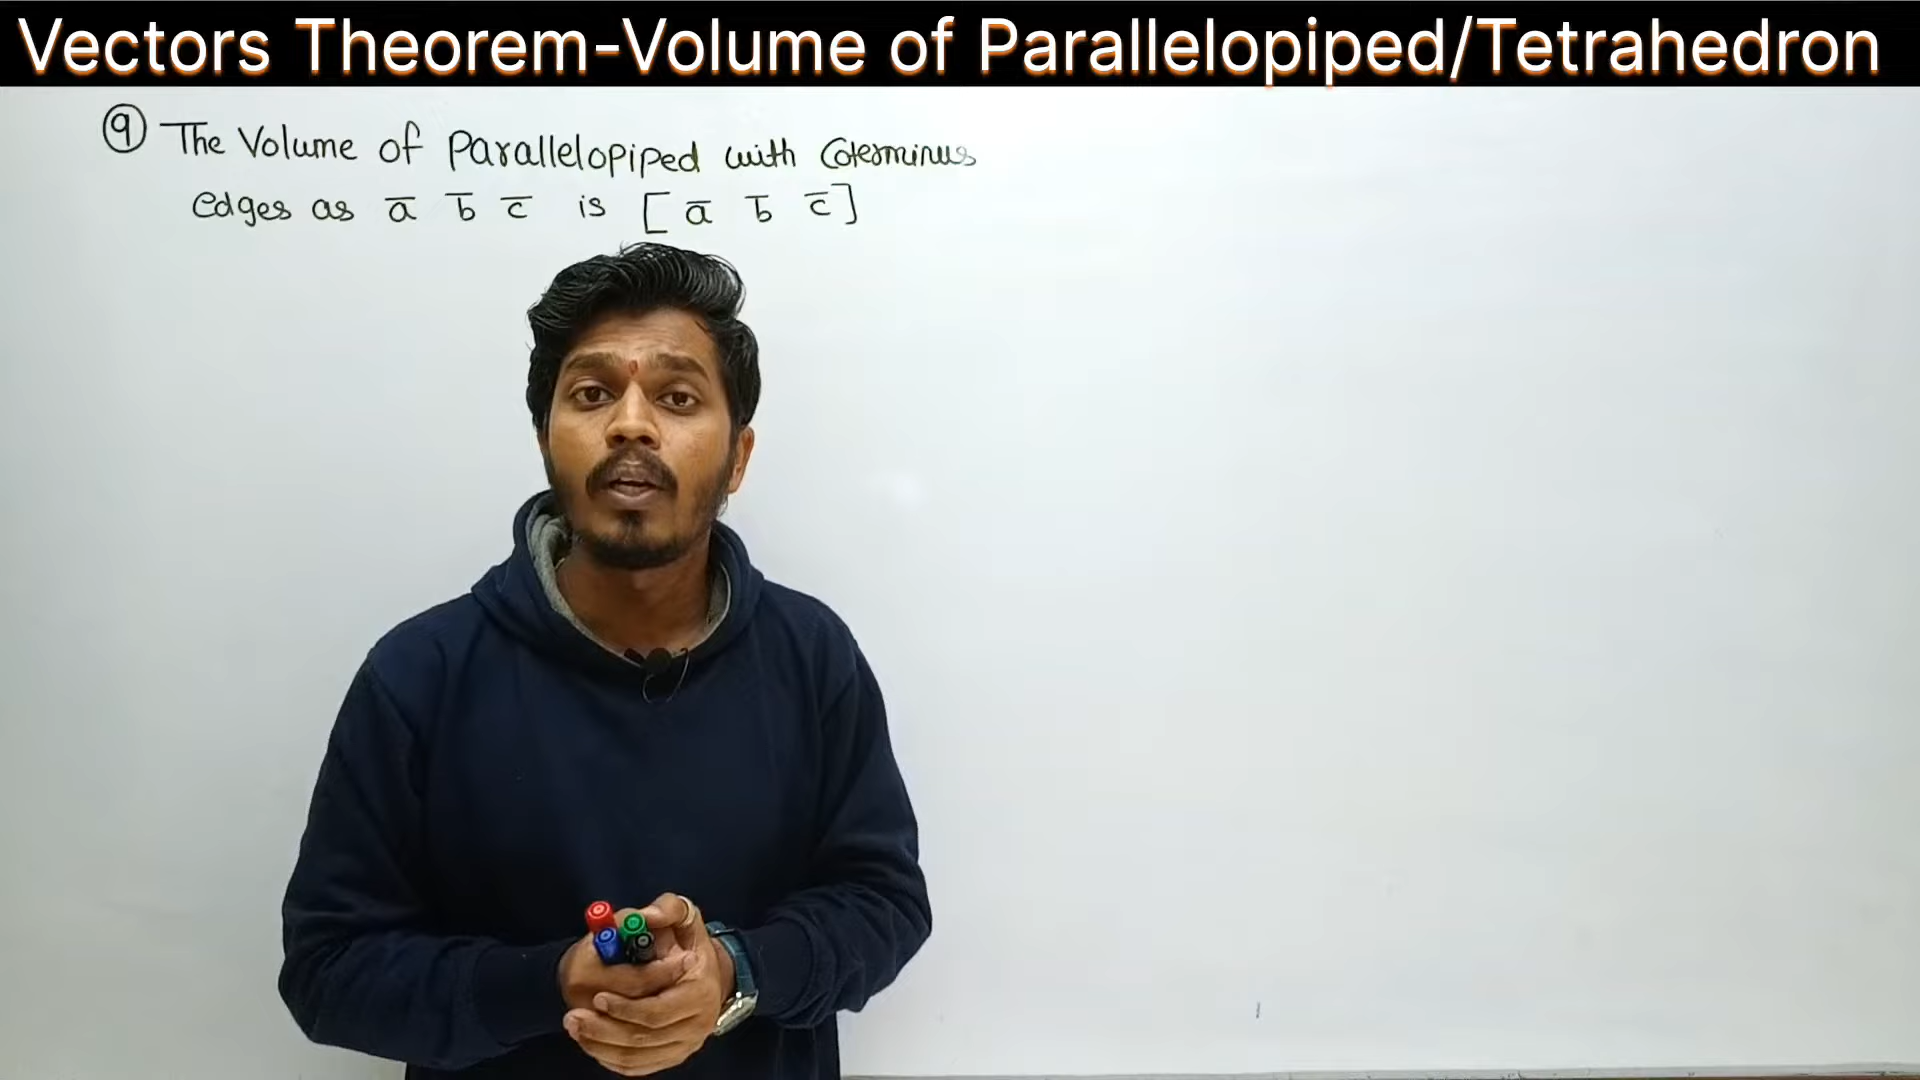 Vectors Theorem-Volume of Parallelopiped/Tetrahedron
⑨ The Volume of Parallelopiped with Coterminus
edges as a̅ b̅ c̅ is [ a̅ b̅ c̅ ]